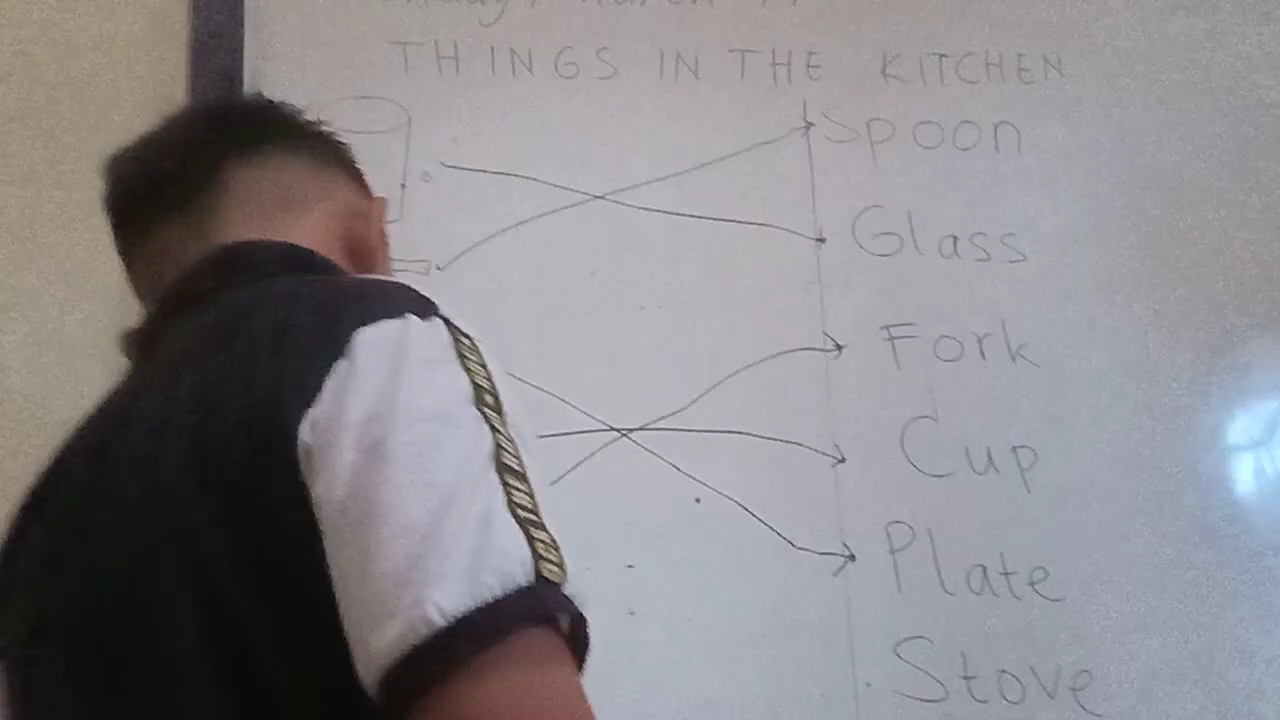 THINGS IN THE KITCHEN
Spoon
Glass
Fork
Cup
Plate
Stove